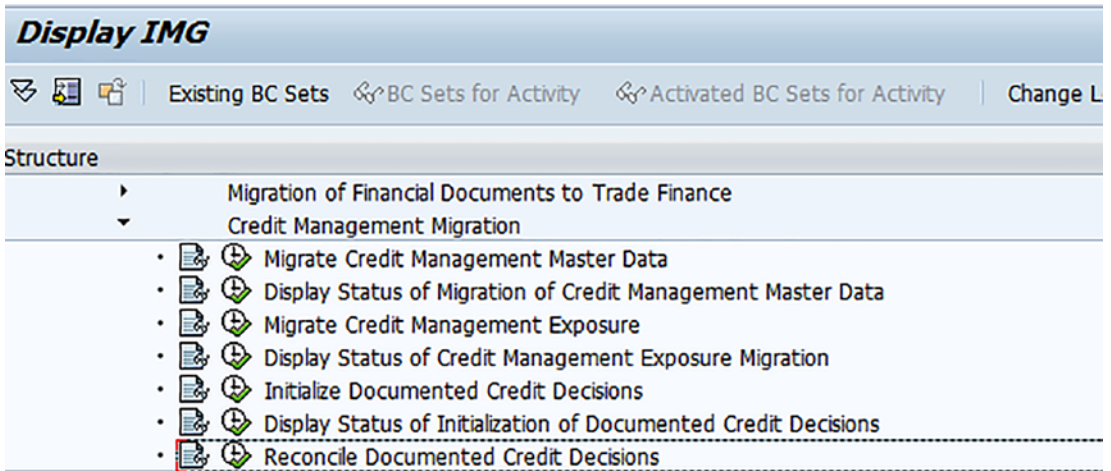 Display IMG
Existing BC Sets BC Sets for Activity Activated BC Sets for Activity Change L
Structure
Migration of Financial Documents to Trade Finance
Credit Management Migration
Migrate Credit Management Master Data
Display Status of Migration of Credit Management Master Data
Migrate Credit Management Exposure
Display Status of Credit Management Exposure Migration
Initialize Documented Credit Decisions
Display Status of Initialization of Documented Credit Decisions
Reconcile Documented Credit Decisions